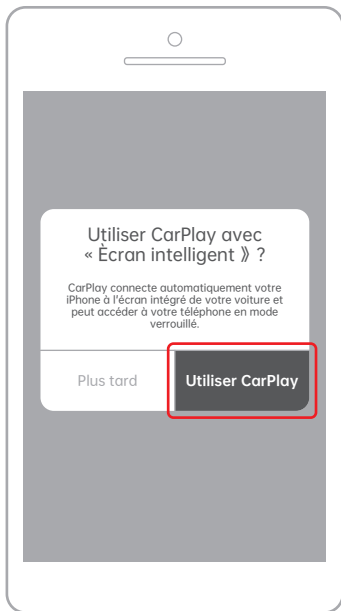 Utiliser CarPlay avec
« Ècran intelligent 》 ?
CarPlay connecte automatiquement votre
iPhone à l'écran intégré de votre voiture et
peut accéder à votre téléphone en mode
verrouillé.
Plus tard
Utiliser CarPlay